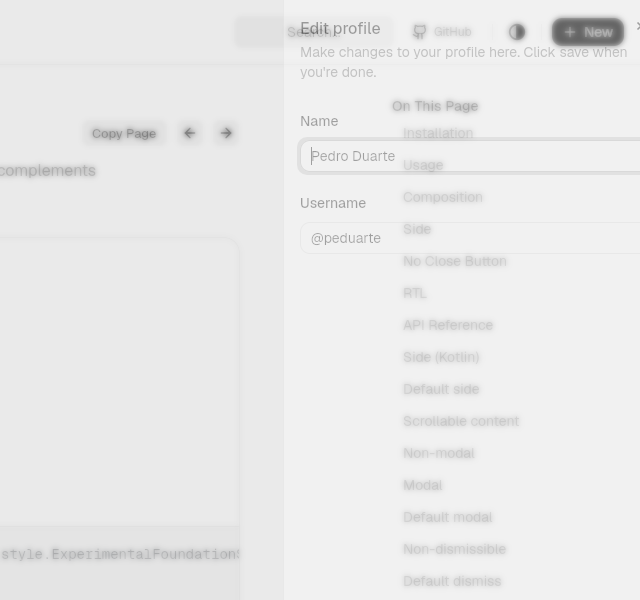 Search...
GitHub
New
Edit profile
Make changes to your profile here. Click save when
you're done.
Copy Page
complements
Name
Pedro Duarte
Username
@peduarte
On This Page
Installation
Usage
Composition
Side
No Close Button
RTL
API Reference
Side (Kotlin)
Default side
Scrollable content
Non-modal
Modal
Default modal
Non-dismissible
Default dismiss
style.ExperimentalFoundation